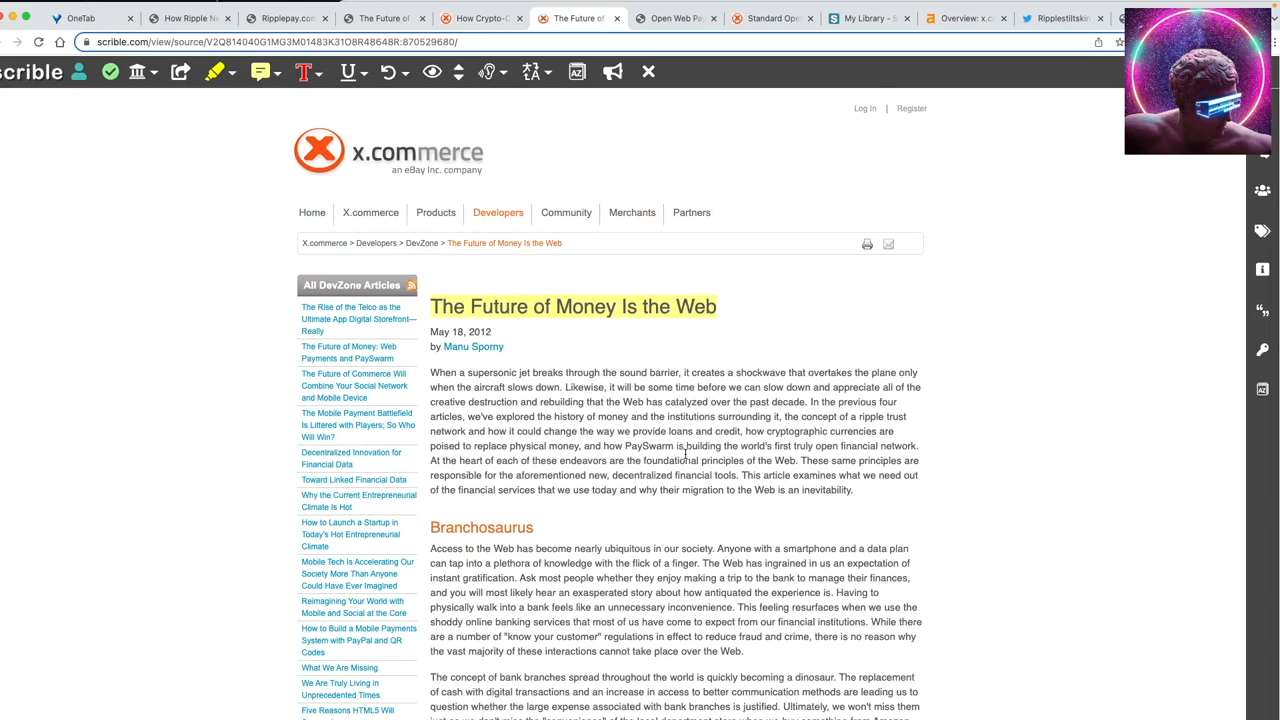 OneTab
How Ripple Ne
Ripplepay.con
The Future of
How Crypto-C
The Future of
Open Web Pay
Standard Ope
My Library - S
Overview: x.c
Ripplestiltskin
scrible.com/view/source/V2Q814040G1MG3M01483K31O8R48648R:870529680/
scrible
Log In | Register
x.commerce
an eBay Inc. company
Home X.commerce Products Developers Community Merchants Partners
X.commerce > Developers > DevZone > The Future of Money Is the Web
All DevZone Articles
The Rise of the Telco as the
Ultimate App Digital Storefront—
Really
The Future of Money: Web
Payments and PaySwarm
The Future of Commerce Will
Combine Your Social Network
and Mobile Device
The Mobile Payment Battlefield
Is Littered with Players; So Who
Will Win?
Decentralized Innovation for
Financial Data
Toward Linked Financial Data
Why the Current Entrepreneurial
Climate Is Hot
How to Launch a Startup in
Today's Hot Entrepreneurial
Climate
Mobile Tech Is Accelerating Our
Society More Than Anyone
Could Have Ever Imagined
Reimagining Your World with
Mobile and Social at the Core
How to Build a Mobile Payments
System with PayPal and QR
Codes
What We Are Missing
We Are Truly Living in
Unprecedented Times
Five Reasons HTML5 Will
The Future of Money Is the Web
May 18, 2012
by Manu Sporny
When a supersonic jet breaks through the sound barrier, it creates a shockwave that overtakes the plane only
when the aircraft slows down. Likewise, it will be some time before we can slow down and appreciate all of the
creative destruction and rebuilding that the Web has catalyzed over the past decade. In the previous four
articles, we've explored the history of money and the institutions surrounding it, the concept of a ripple trust
network and how it could change the way we provide loans and credit, how cryptographic currencies are
poised to replace physical money, and how PaySwarm is building the world's first truly open financial network.
At the heart of each of these endeavors are the foundational principles of the Web. These same principles are
responsible for the aforementioned new, decentralized financial tools. This article examines what we need out
of the financial services that we use today and why their migration to the Web is an inevitability.
Branchosaurus
Access to the Web has become nearly ubiquitous in our society. Anyone with a smartphone and a data plan
can tap into a plethora of knowledge with the flick of a finger. The Web has ingrained in us an expectation of
instant gratification. Ask most people whether they enjoy making a trip to the bank to manage their finances,
and you will most likely hear an exasperated story about how antiquated the experience is. Having to
physically walk into a bank feels like an unnecessary inconvenience. This feeling resurfaces when we use the
shoddy online banking services that most of us have come to expect from our financial institutions. While there
are a number of "know your customer" regulations in effect to reduce fraud and crime, there is no reason why
the vast majority of these interactions cannot take place over the Web.
The concept of bank branches spread throughout the world is quickly becoming a dinosaur. The replacement
of cash with digital transactions and an increase in access to better communication methods are leading us to
question whether the large expense associated with bank branches is justified. Ultimately, we won't miss them